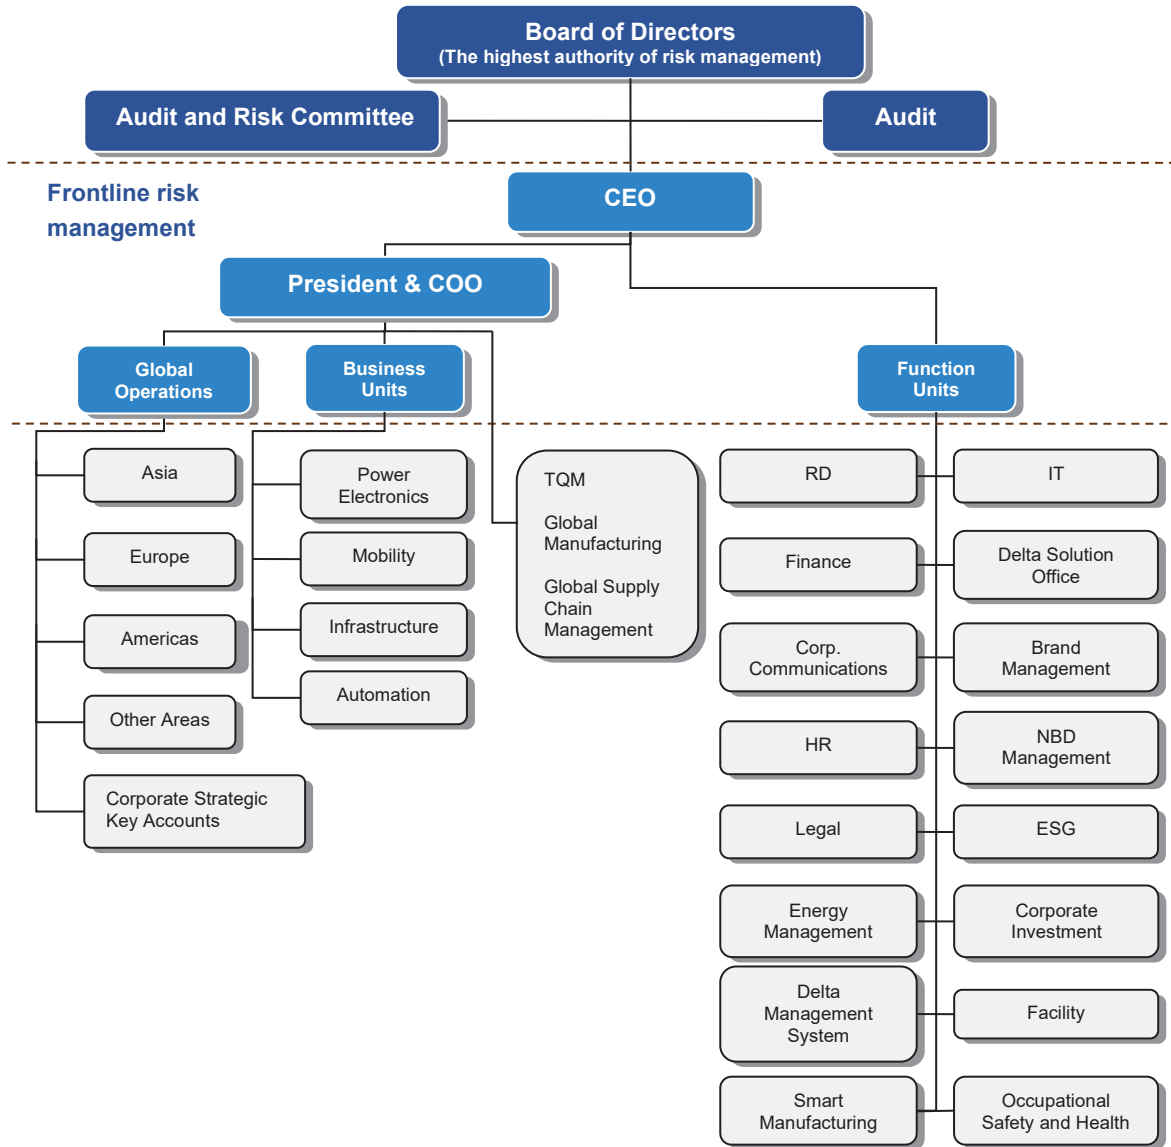 Board of Directors
(The highest authority of risk management)
Audit and Risk Committee
Audit
Frontline risk
management
CEO
President & COO
Global
Operations
Business
Units
Function
Units
Asia
Europe
Americas
Other Areas
Corporate Strategic
Key Accounts
Power
Electronics
Mobility
Infrastructure
Automation
TQM
Global
Manufacturing
Global Supply
Chain
Management
RD
IT
Finance
Delta Solution
Office
Corp.
Communications
Brand
Management
HR
NBD
Management
Legal
ESG
Energy
Management
Corporate
Investment
Delta
Management
System
Facility
Smart
Manufacturing
Occupational
Safety and Health